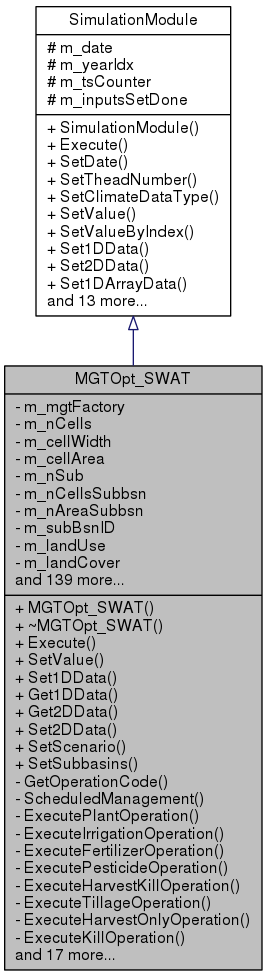 SimulationModule
# m_date
# m_yearIdx
# m_tsCounter
# m_inputsSetDone
+ SimulationModule()
+ Execute()
+ SetDate()
+ SetTheadNumber()
+ SetClimateDataType()
+ SetValue()
+ SetValueByIndex()
+ Set1DData()
+ Set2DData()
+ Set1DArrayData()
and 13 more...
MGTOpt_SWAT
- m_mgtFactory
- m_nCells
- m_cellWidth
- m_cellArea
- m_nSub
- m_nCellsSubbsn
- m_nAreaSubbsn
- m_subBsnID
- m_landUse
- m_landCover
and 139 more...
+ MGTOpt_SWAT()
+ ~MGTOpt_SWAT()
+ Execute()
+ SetValue()
+ Set1DData()
+ Get1DData()
+ Get2DData()
+ Set2DData()
+ SetScenario()
+ SetSubbasins()
- GetOperationCode()
- ScheduledManagement()
- ExecutePlantOperation()
- ExecuteIrrigationOperation()
- ExecuteFertilizerOperation()
- ExecutePesticideOperation()
- ExecuteHarvestKillOperation()
- ExecuteTillageOperation()
- ExecuteHarvestOnlyOperation()
- ExecuteKillOperation()
and 17 more...